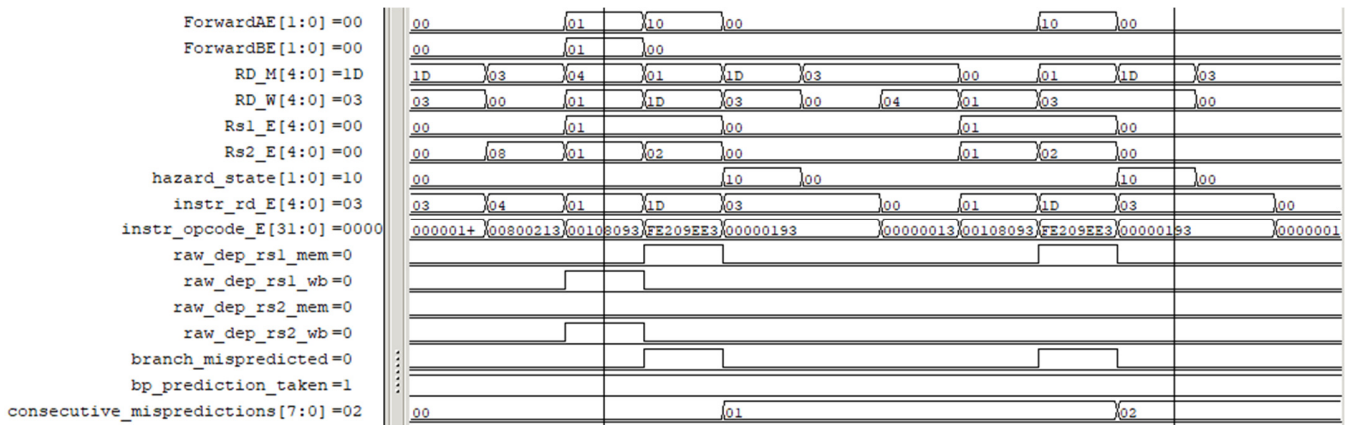 ForwardAE[1:0] =00 00 01 10 00 10 00
ForwardBE[1:0] =00 00 01 00
RD_M[4:0] =1D 1D 03 04 01 1D 03 00 01 1D 03
RD_W[4:0] =03 03 00 01 1D 03 00 04 01 03 00
Rs1_E[4:0] =00 00 01 00 01 00
Rs2_E[4:0] =00 00 08 01 02 00 01 02 00
hazard_state[1:0] =10 00 10 00 10 00
instr_rd_E[4:0] =03 03 04 01 1D 03 00 01 1D 03 00
instr_opcode_E[31:0] =0000 000001+ 00800213 00108093 FE209EE3 00000193 00000013 00108093 FE209EE3 00000193 0000001
raw_dep_rs1_mem =0
raw_dep_rs1_wb =0
raw_dep_rs2_mem =0
raw_dep_rs2_wb =0
branch_mispredicted =0
bp_prediction_taken =1
consecutive_mispredictions[7:0] =02 00 01 02